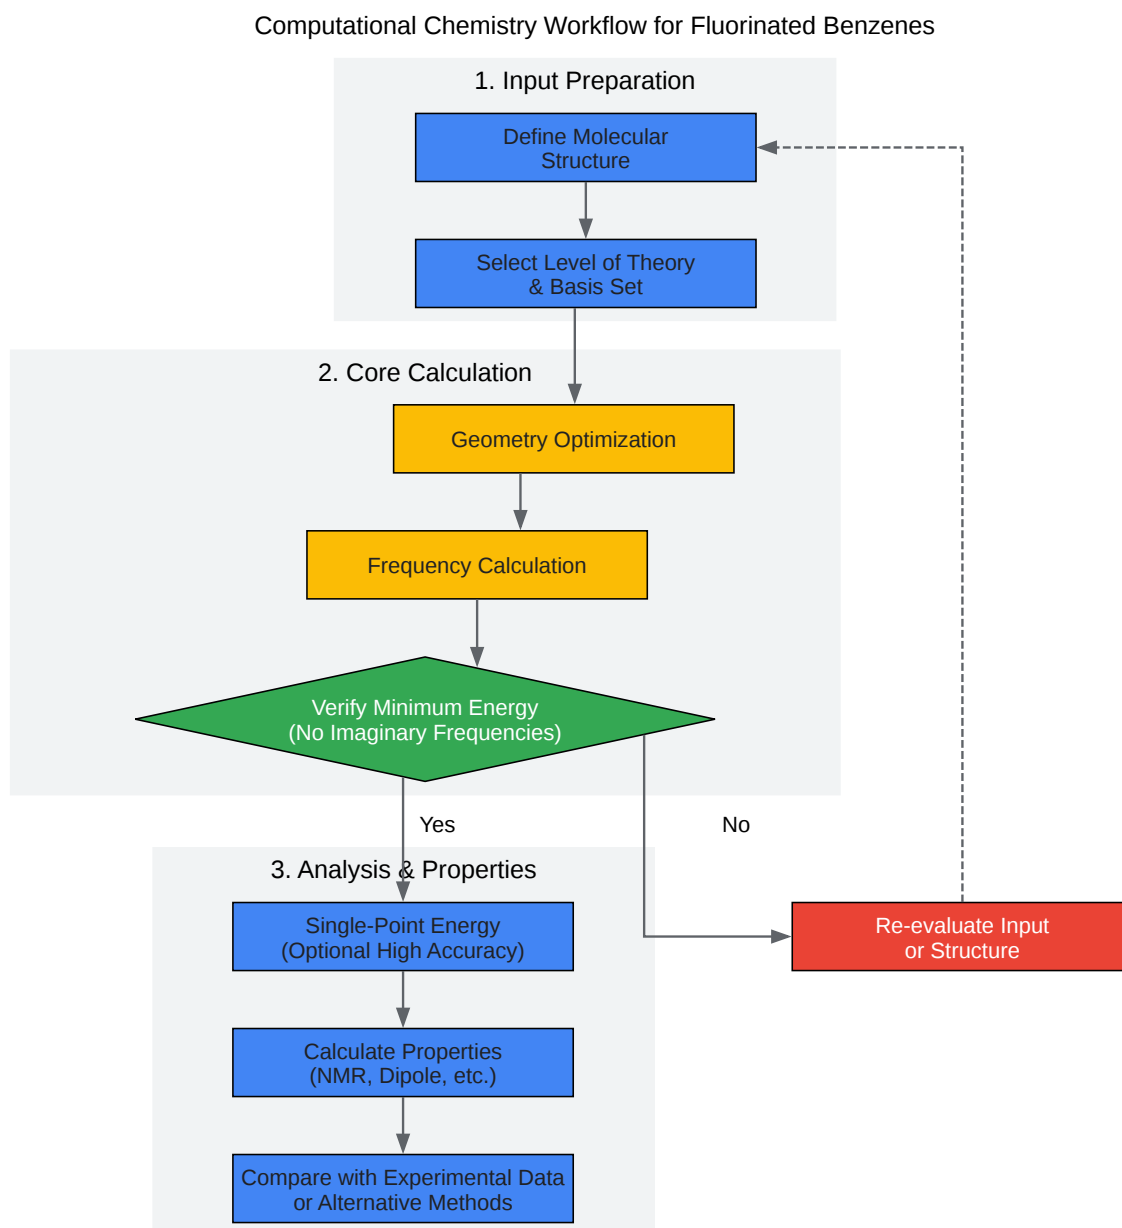 Computational Chemistry Workflow for Fluorinated Benzenes
1. Input Preparation
Define Molecular
Structure
Select Level of Theory
& Basis Set
2. Core Calculation
Geometry Optimization
Frequency Calculation
Verify Minimum Energy
(No Imaginary Frequencies)
Yes
No
3. Analysis & Properties
Single-Point Energy
(Optional High Accuracy)
Re-evaluate Input
or Structure
Calculate Properties
(NMR, Dipole, etc.)
Compare with Experimental Data
or Alternative Methods